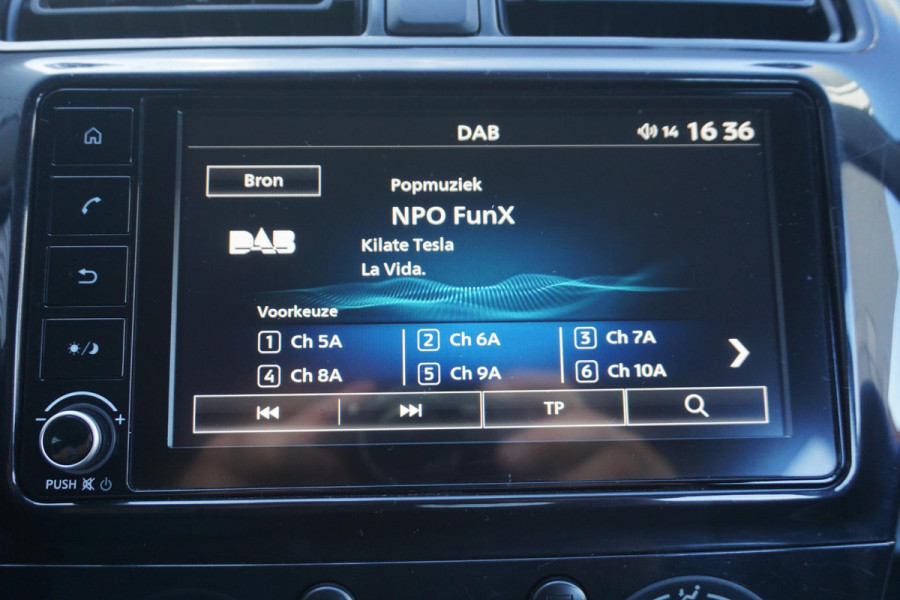 DAB 14 16 36
Bron
Popmuziek
NPO FunX
DAB
Kilate Tesla
La Vida.
Voorkeuze
1 Ch 5A 2 Ch 6A 3 Ch 7A
4 Ch 8A 5 Ch 9A 6 Ch 10A
TP
- +
PUSH